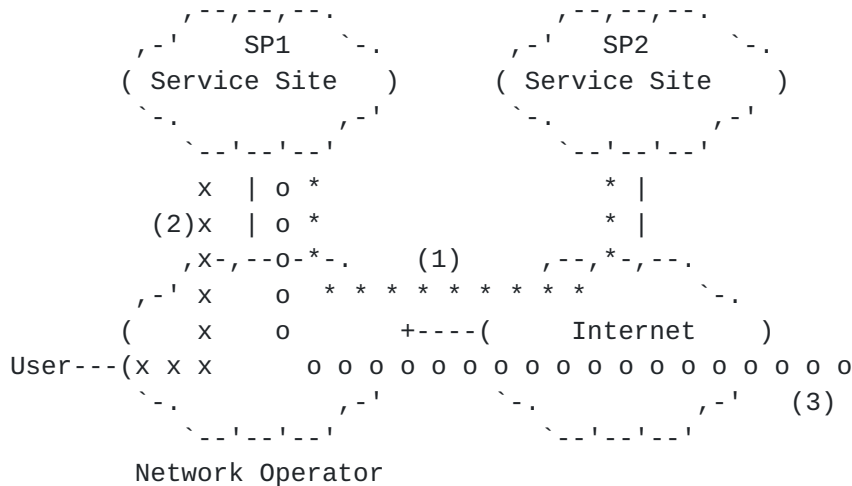 ,--,--,--.              ,--,--,--.
        ,-'    SP1   `-.        ,-'   SP2     `-.
       ( Service Site   )      ( Service Site    )
        `-.          ,-'        `-.          ,-'
           `--'--'--'              `--'--'--'
            x  | o *                  * |
         (2)x  | o *                  * |
           ,x-,--o-*-.    (1)     ,--,*-,--.
        ,-' x    o  * * * * * * * * *       `-.
       (    x    o       +----(     Internet    )
User---(x x x      o o o o o o o o o o o o o o o o o o
        `-.          ,-'       `-.          ,-'   (3)
           `--'--'--'             `--'--'--'
        Network Operator